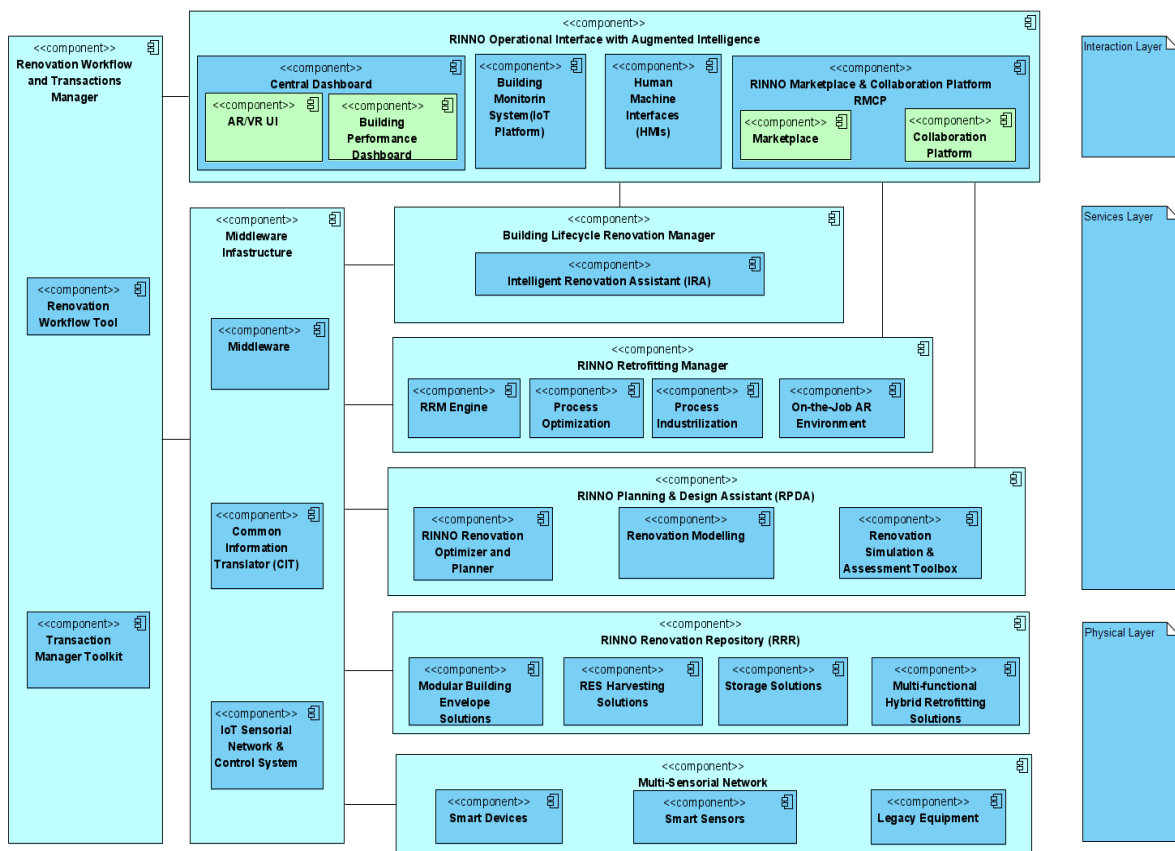 <<component>>
Renovation Workflow
and Transactions
Manager
<<component>>
Renovation
Workflow Tool
<<component>>
Transaction
Manager Toolkit
<<component>>
RINNO Operational Interface with Augmented Intelligence
<<component>>
Central Dashboard
<<component>>
AR/VR UI
<<component>>
Building
Performance
Dashboard
<<component>>
Building
Monitorin
System(IoT
Platform)
<<component>>
Human
Machine
Interfaces
(HMIs)
<<component>>
RINNO Marketplace & Collaboration Platform
RMCP
<<component>>
Marketplace
<<component>>
Collaboration
Platform
<<component>>
Middleware
Infastructure
<<component>>
Middleware
<<component>>
Common
Information
Translator (CIT)
<<component>>
IoT Sensorial
Network &
Control System
<<component>>
Building Lifecycle Renovation Manager
<<component>>
Intelligent Renovation Assistant (IRA)
<<component>>
RINNO Retrofitting Manager
<<component>>
RRM Engine
<<component>>
Process
Optimization
<<component>>
Process
Industrilization
<<component>>
On-the-Job AR
Environment
<<component>>
RINNO Planning & Design Assistant (RPDA)
<<component>>
RINNO Renovation
Optimizer and
Planner
<<component>>
Renovation Modelling
<<component>>
Renovation
Simulation &
Assessment Toolbox
<<component>>
RINNO Renovation Repository (RRR)
<<component>>
Modular Building
Envelope
Solutions
<<component>>
RES Harvesting
Solutions
<<component>>
Storage Solutions
<<component>>
Multi-functional
Hybrid Retrofitting
Solutions
<<component>>
Multi-Sensorial Network
<<component>>
Smart Devices
<<component>>
Smart Sensors
<<component>>
Legacy Equipment
Interaction Layer
Services Layer
Physical Layer